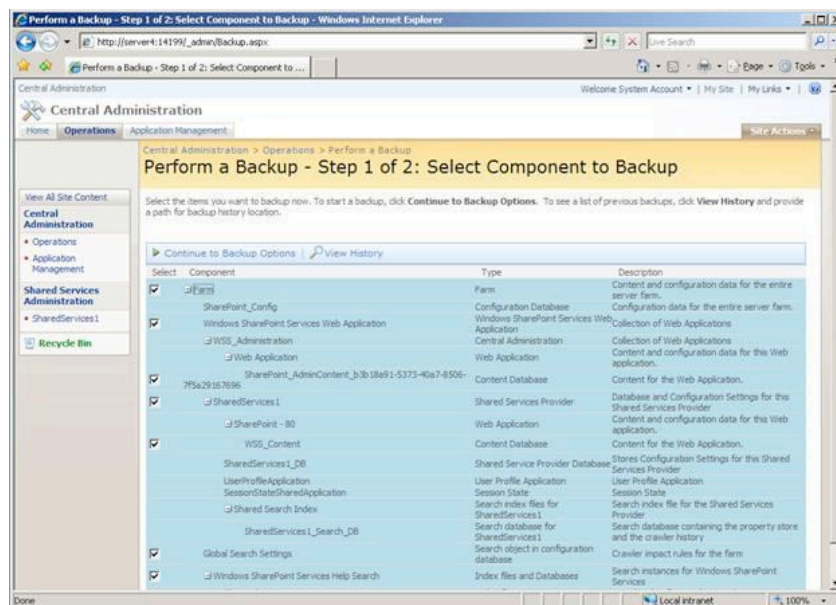 Perform a Backup - Step 1 of 2: Select Component to Backup - Windows Internet Explorer
http://server4:14199/_admin/Backup.aspx
Live Search
Perform a Backup - Step 1 of 2: Select Component to ...
Page
Tools
Central Administration
Welcome System Account | My Site | My Links
Central Administration
Home Operations Application Management
Site Actions
Central Administration > Operations > Perform a Backup
Perform a Backup - Step 1 of 2: Select Component to Backup
View All Site Content
Central
Administration
Operations
Application
Management
Shared Services
Administration
SharedServices1
Recycle Bin
Select the items you want to backup now. To start a backup, click Continue to Backup Options. To see a list of previous backups, click View History and provide
a path for backup history location.
Continue to Backup Options | View History
Select Component Type Description
Farm Farm Content and configuration data for the entire
server farm.
SharePoint_Config Configuration Database Configuration data for the entire server farm.
Windows SharePoint Services Web Application Windows SharePoint Services Web
Application Collection of Web Applications
WSS_Administration Central Administration Collection of Web Applications
Web Application Web Application Content and configuration data for this Web
application.
SharePoint_AdminContent_b3b18a91-5373-40a7-8506-
7f5a29167696 Content Database Content for the Web Application.
SharedServices1 Shared Services Provider Database and Configuration Settings for this
Shared Services Provider
SharePoint - 80 Web Application Content and configuration data for this Web
application.
WSS_Content Content Database Content for the Web Application.
SharedServices1_DB Shared Service Provider Database Stores Configuration Settings for this Shared
Services Provider
UserProfileApplication User Profile Application User Profile Application
SessionStateSharedApplication Session State Session State
Shared Search Index Search index files for
SharedServices1 Search index file for the Shared Services
Provider
SharedServices1_Search_DB Search database for
SharedServices1 Search database containing the property store
and the crawler history
Global Search Settings Search object in configuration
database Crawler impact rules for the farm
Windows SharePoint Services Help Search Index files and Databases Search instances for Windows SharePoint
Services
Done
Local intranet
100%